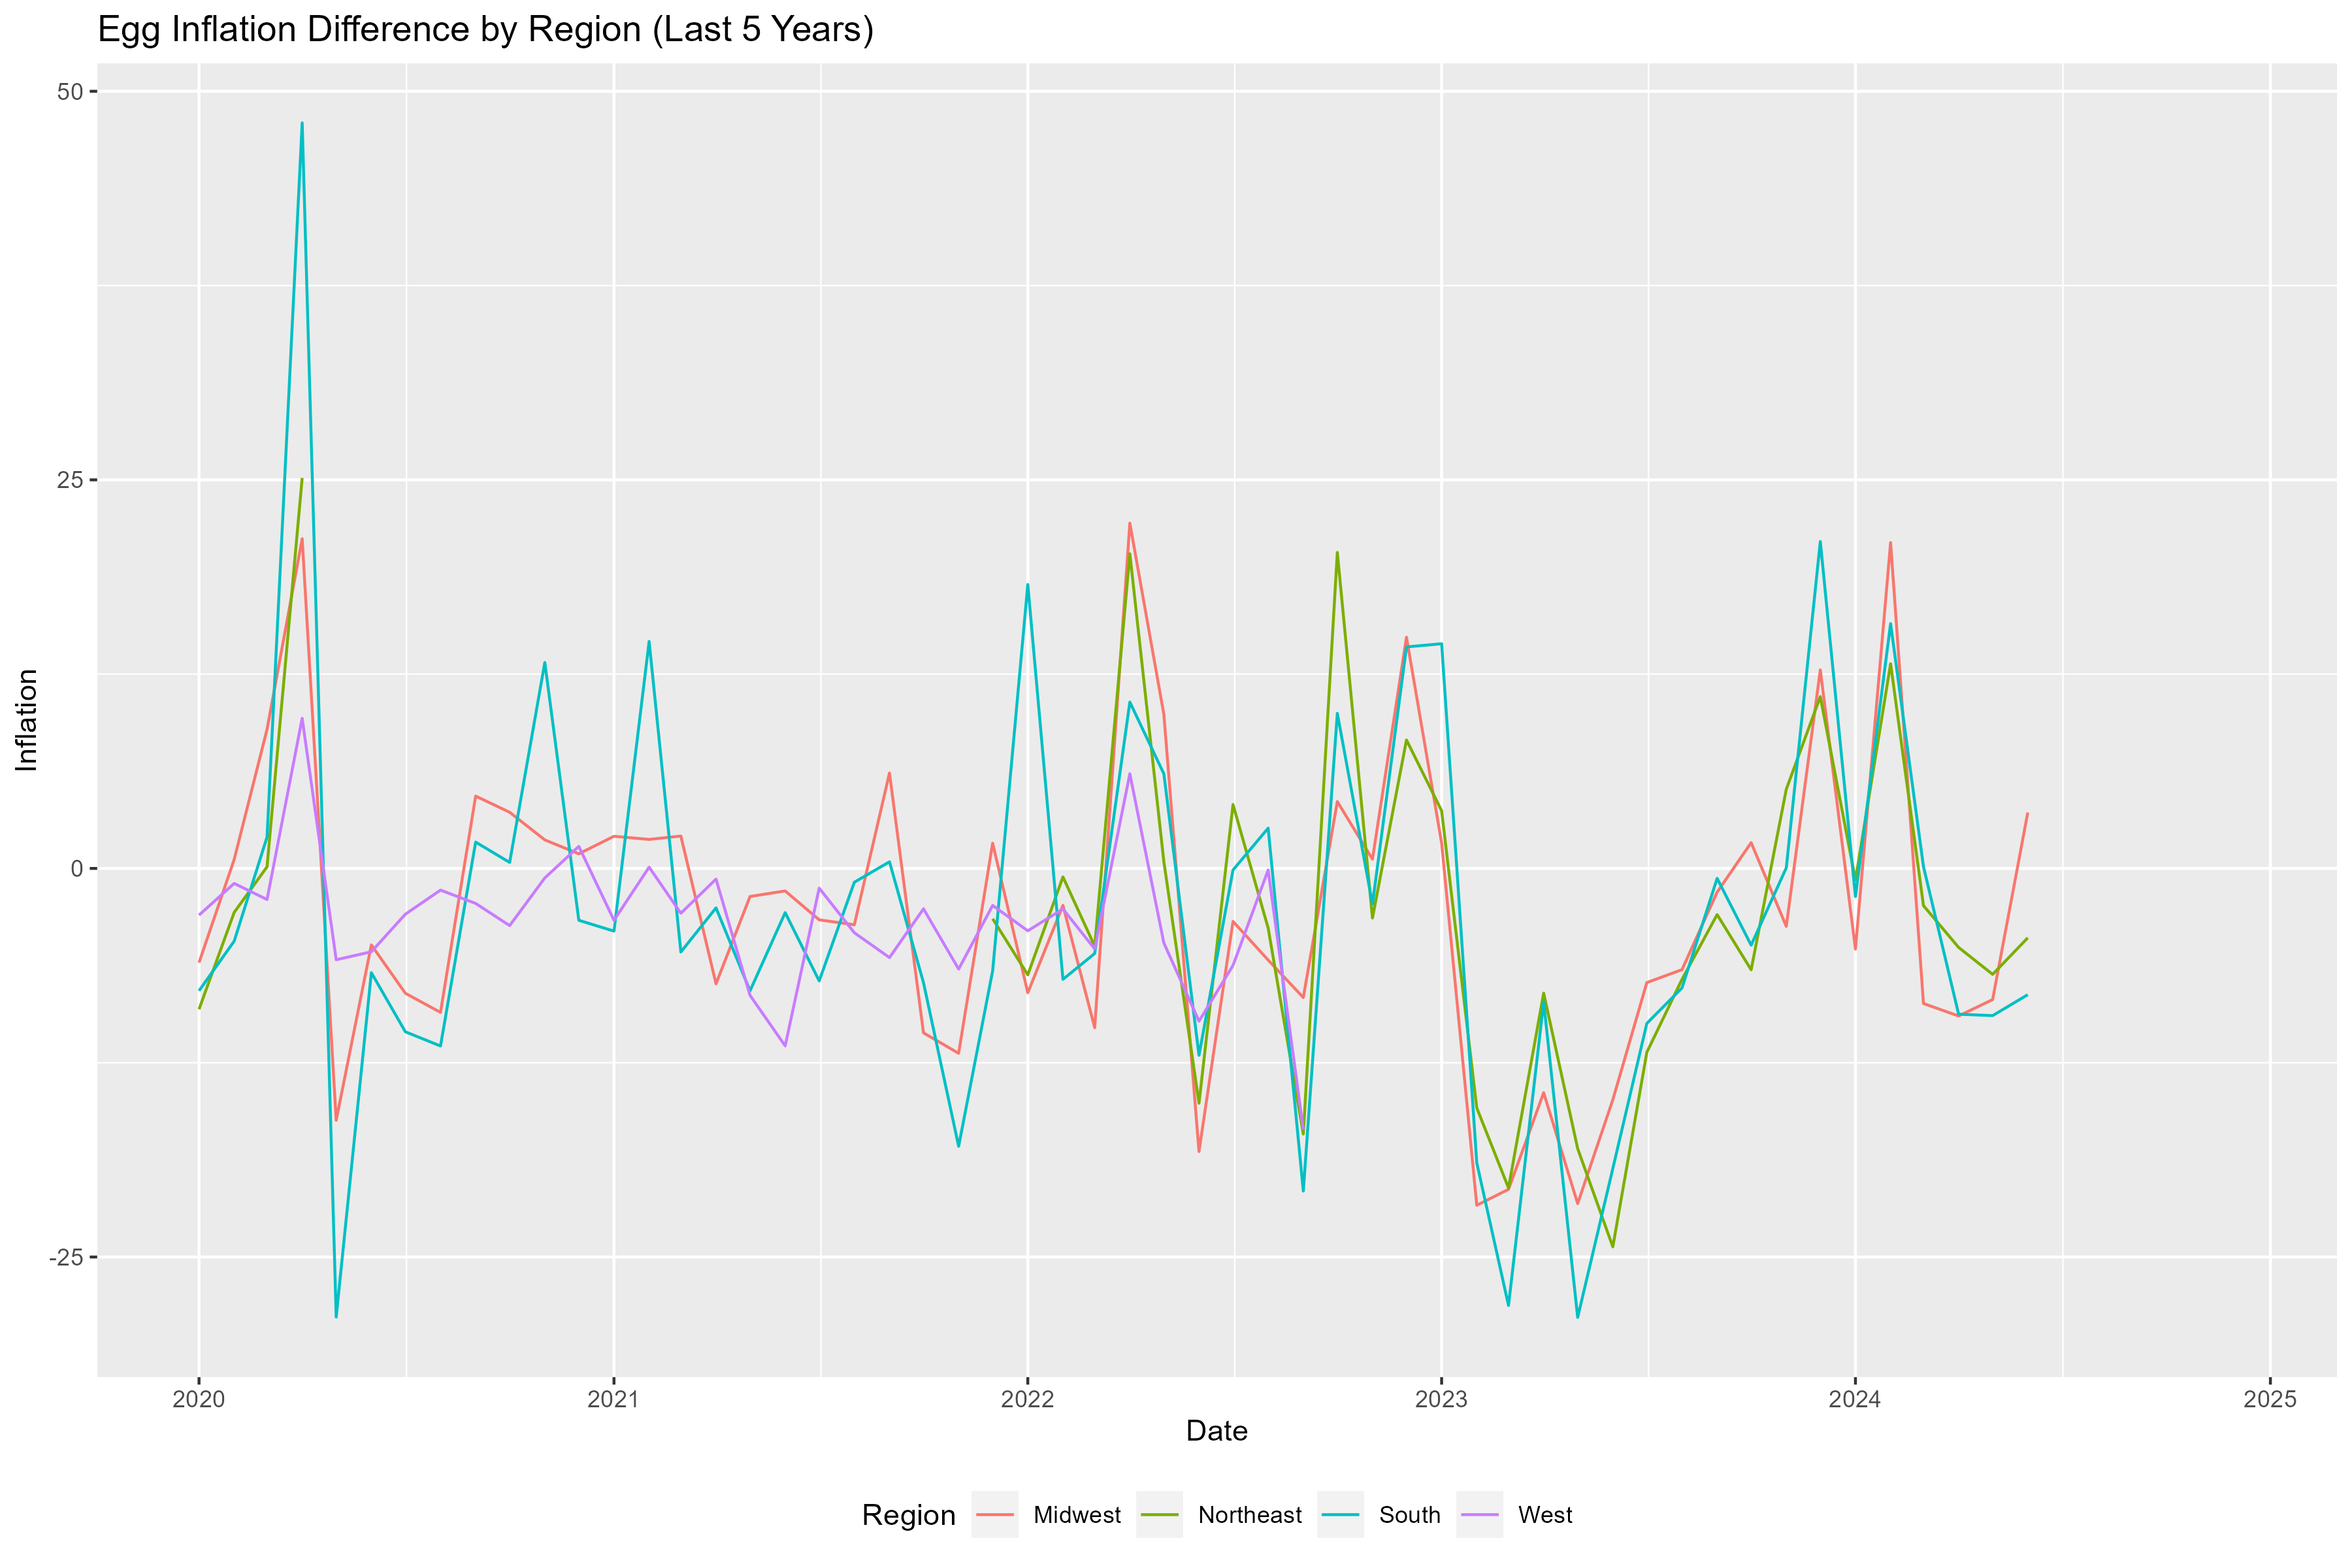 Egg Inflation Difference by Region (Last 5 Years)
50
25
0
-25
Inflation
2020 2021 2022 2023 2024 2025
Date
Region Midwest Northeast South West